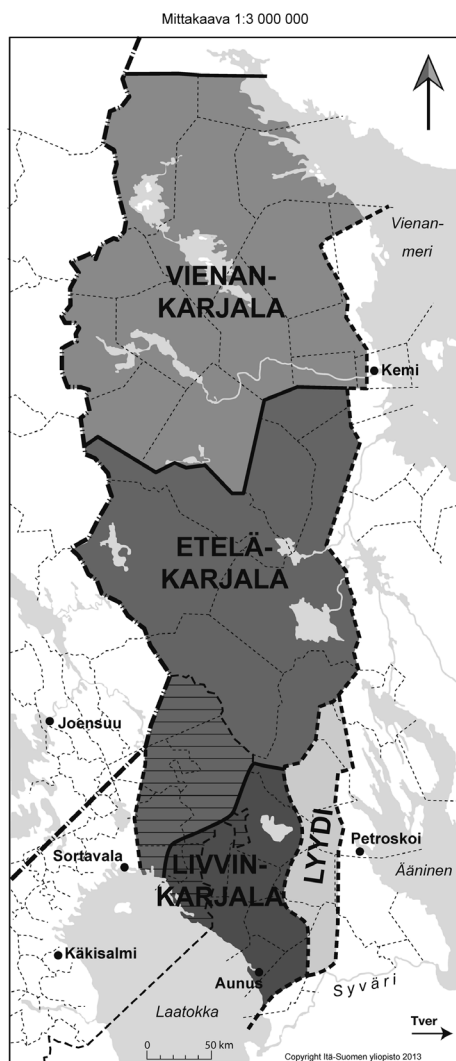 Mittakaava 1:3 000 000
Vienan-
meri
VIENAN-
KARJALA
Kemi
ETELÄ-
KARJALA
Joensuu
LYYDI
Petroskoi
Sortavala
LIVVIN-
KARJALA
Ääninen
Käkisalmi
Aunus
Syväri
Laatokka
Tver
0 50 km
Copyright Itä-Suomen yliopisto 2013